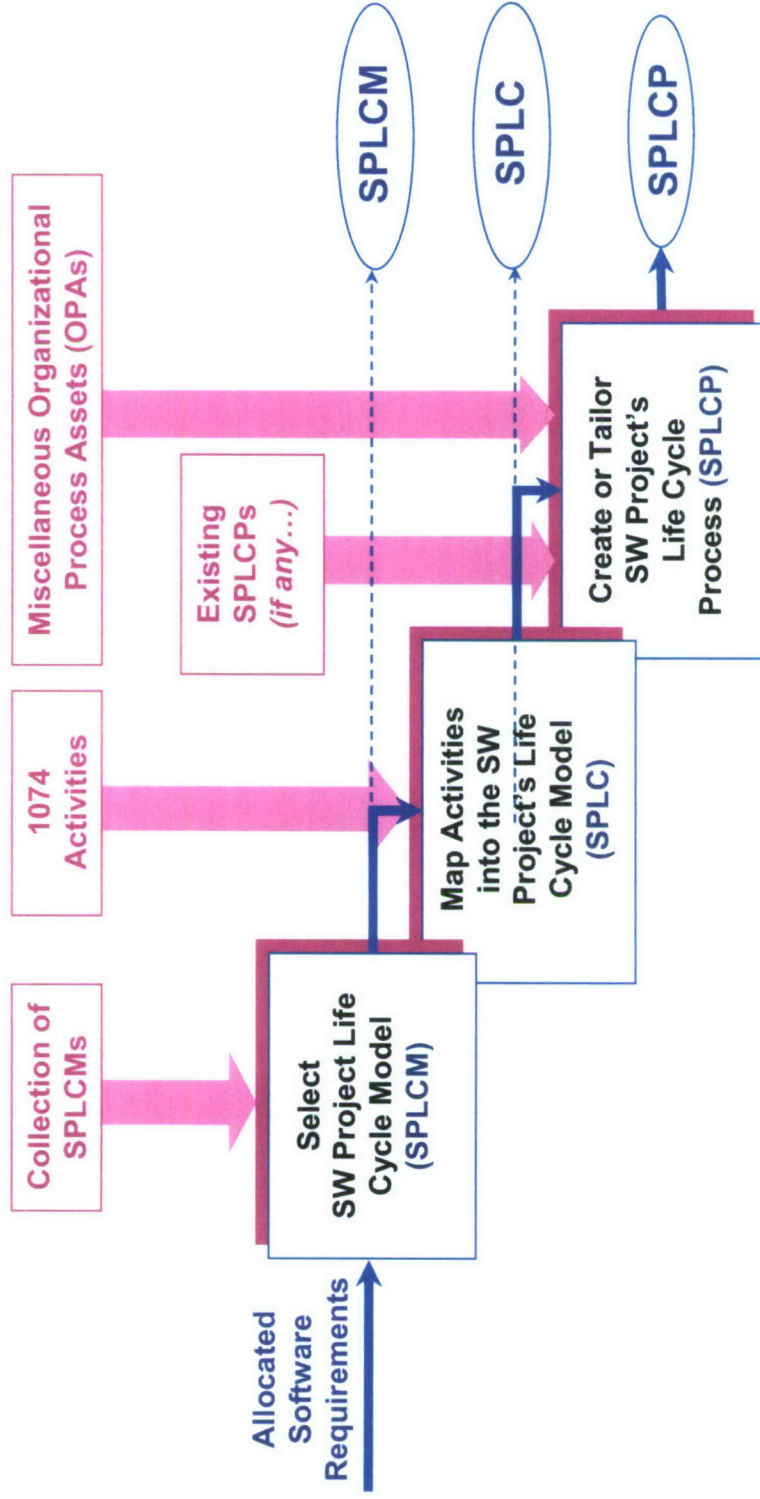 Collection of
SPLCMs
1074
Activities
Miscellaneous Organizational
Process Assets (OPAs)
Existing
SPLCPs
(if any...)
Allocated
Software
Requirements
Select
SW Project Life
Cycle Model
(SPLCM)
Map Activities
into the SW
Project's Life
Cycle Model
(SPLC)
Create or Tailor
SW Project's
Life Cycle
Process (SPLCP)
SPLCM
SPLC
SPLCP